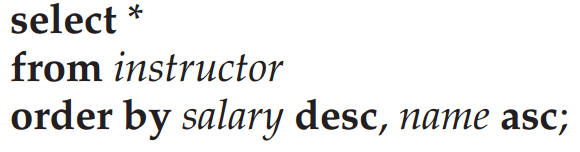 select *
from instructor
order by salary desc, name asc;